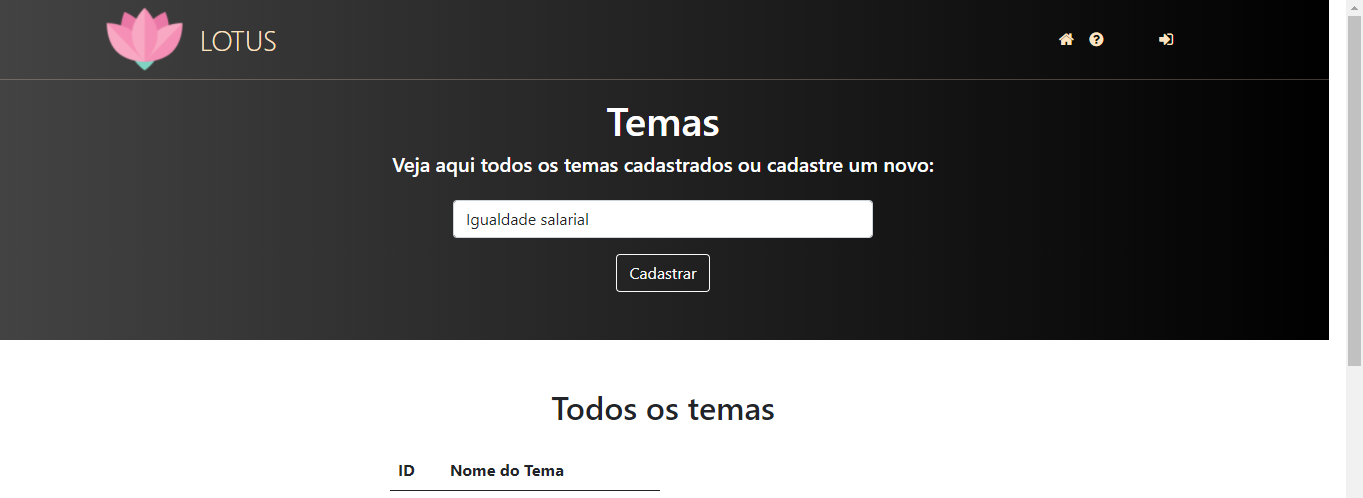 LOTUS
Temas
Veja aqui todos os temas cadastrados ou cadastre um novo:
Igualdade salarial
Cadastrar
Todos os temas
ID Nome do Tema